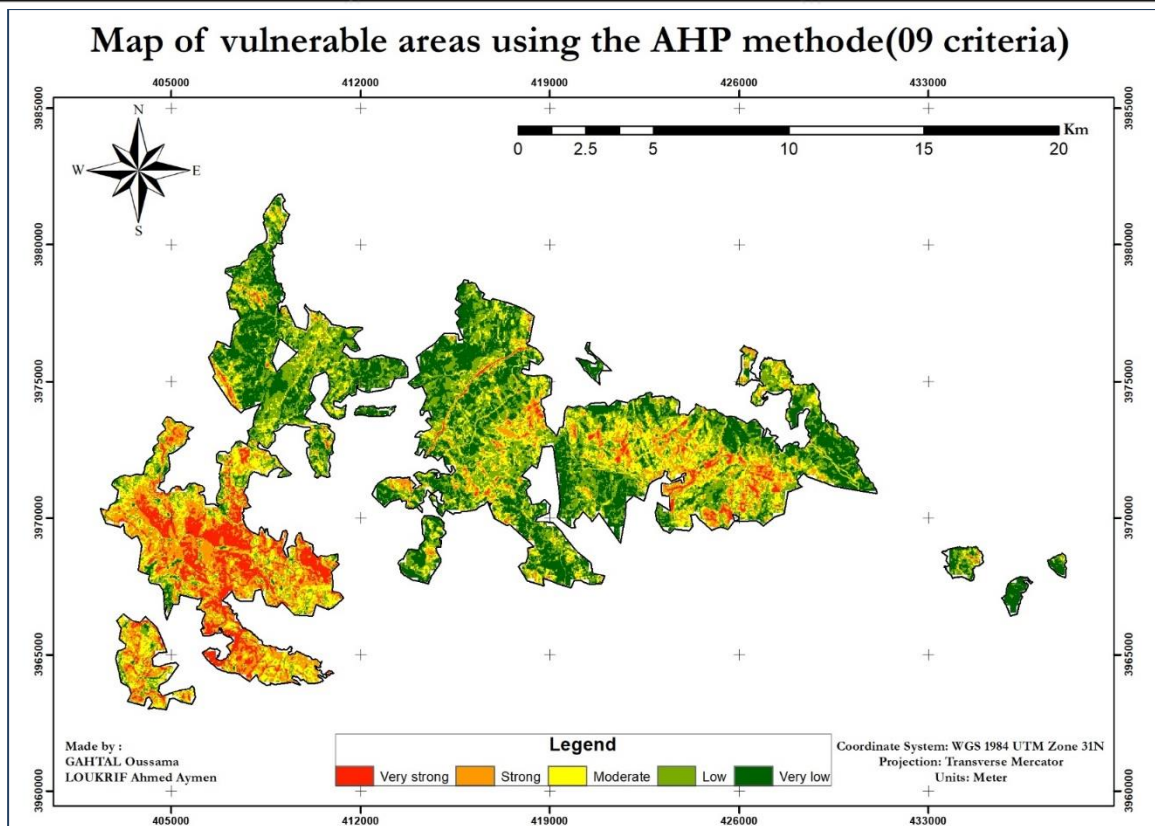 Map of vulnerable areas using the AHP methode(09 criteria)
405000 412000 419000 426000 433000
3985000 3985000
N
W E
S
Km
0 2.5 5 10 15 20
3980000 3980000
3975000 3975000
3970000 3970000
3965000 3965000
Made by :
GAHTAL Oussama
LOUKRIF Ahmed Aymen
Legend
Very strong Strong Moderate Low Very low
Coordinate System: WGS 1984 UTM Zone 31N
Projection: Transverse Mercator
Units: Meter
3960000 3960000
405000 412000 419000 426000 433000